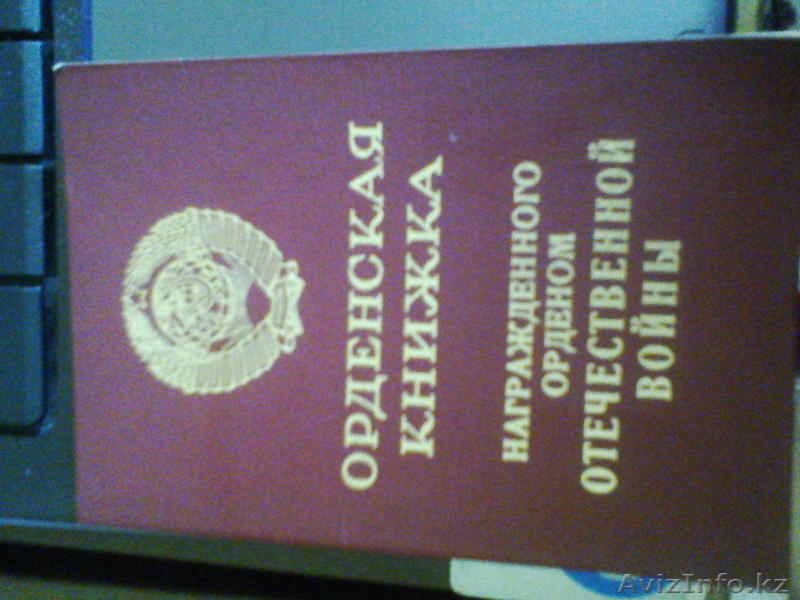 ОРДЕНСКАЯ
КНИЖКА
НАГРАЖДЕННОГО
ОРДЕНОМ
ОТЕЧЕСТВЕННОЙ
ВОЙНЫ
AvizInfo.kz